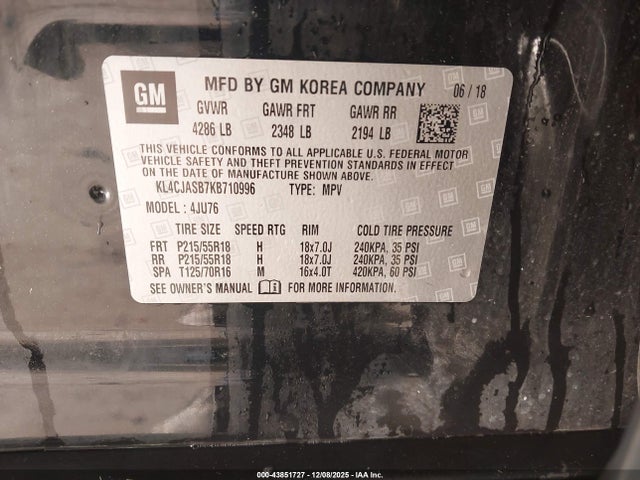 GM
MFD BY GM KOREA COMPANY 06 / 18
GVWR GAWR FRT GAWR RR
4286 LB 2348 LB 2194 LB
THIS VEHICLE CONFORMS TO ALL APPLICABLE U.S. FEDERAL MOTOR
VEHICLE SAFETY AND THEFT PREVENTION STANDARDS IN EFFECT
ON THE DATE OF MANUFACTURE SHOWN ABOVE.
KL4CJASB7KB710996 TYPE: MPV
MODEL : 4JU76
TIRE SIZE SPEED RTG RIM COLD TIRE PRESSURE
FRT P215/55R18 H 18x7.0J 240KPA, 35 PSI
RR P215/55R18 H 18x7.0J 240KPA, 35 PSI
SPA T125/70R16 M 16x4.0T 420KPA, 60 PSI
SEE OWNER'S MANUAL FOR MORE INFORMATION.
000-43851727 - 12/08/2025 - IAA Inc.